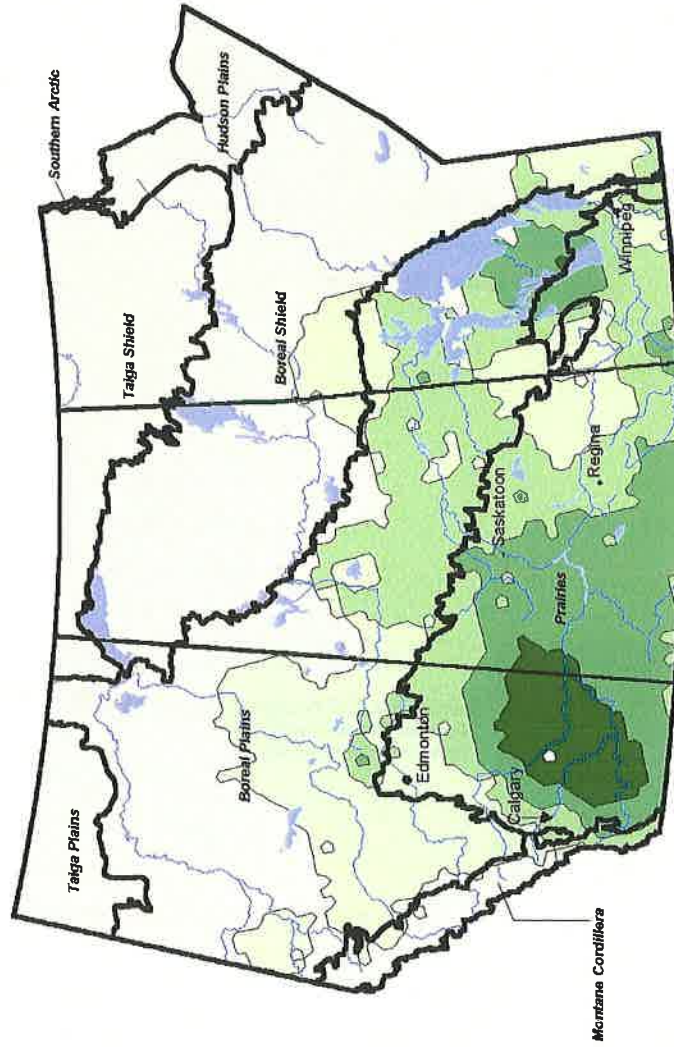 Southern Arctic
Hudson Plains
Taiga Shield
Boreal Shield
Taiga Plains
Boreal Plains
Winnipeg
Regina
Saskatoon
Prairies
Edmonton
Calgary
Montane Cordillera